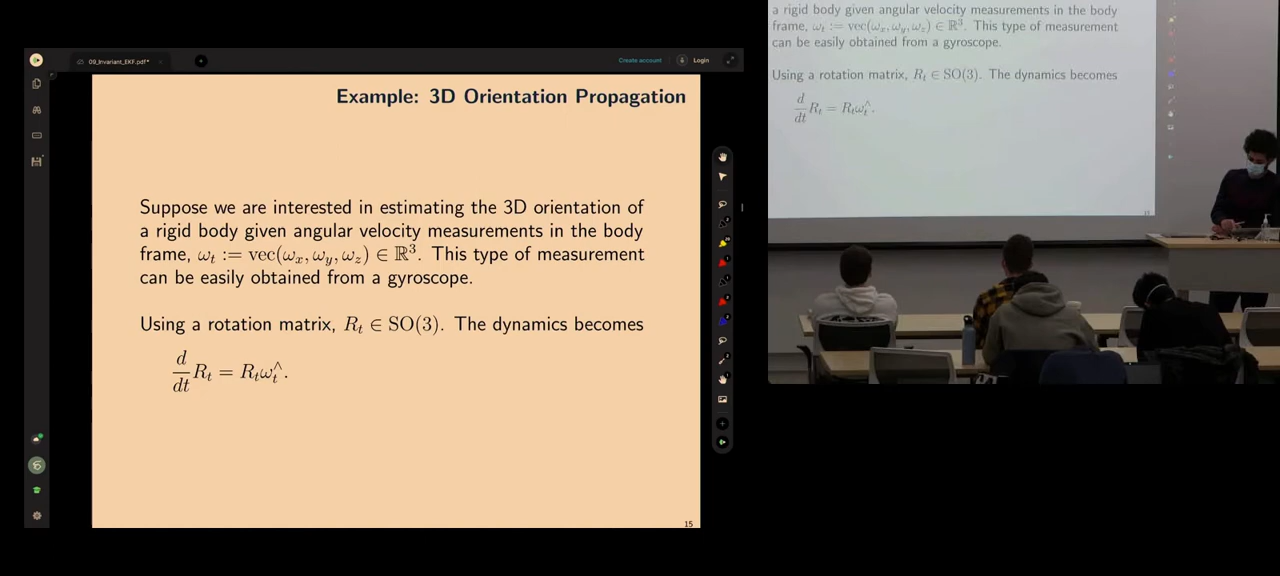 09_Invariant_EKF.pdf*
Create account
Login
Example: 3D Orientation Propagation
Suppose we are interested in estimating the 3D orientation of
a rigid body given angular velocity measurements in the body
frame, ω_t := vec(ω_x, ω_y, ω_z) ∈ ℝ³. This type of measurement
can be easily obtained from a gyroscope.
Using a rotation matrix, R_t ∈ SO(3). The dynamics becomes
d/dt R_t = R_t ω_t^∧.
15
a rigid body given angular velocity measurements in the body
frame, ω_t := vec(ω_x, ω_y, ω_z) ∈ ℝ³. This type of measurement
can be easily obtained from a gyroscope.
Using a rotation matrix, R_t ∈ SO(3). The dynamics becomes
d/dt R_t = R_t ω_t^∧.